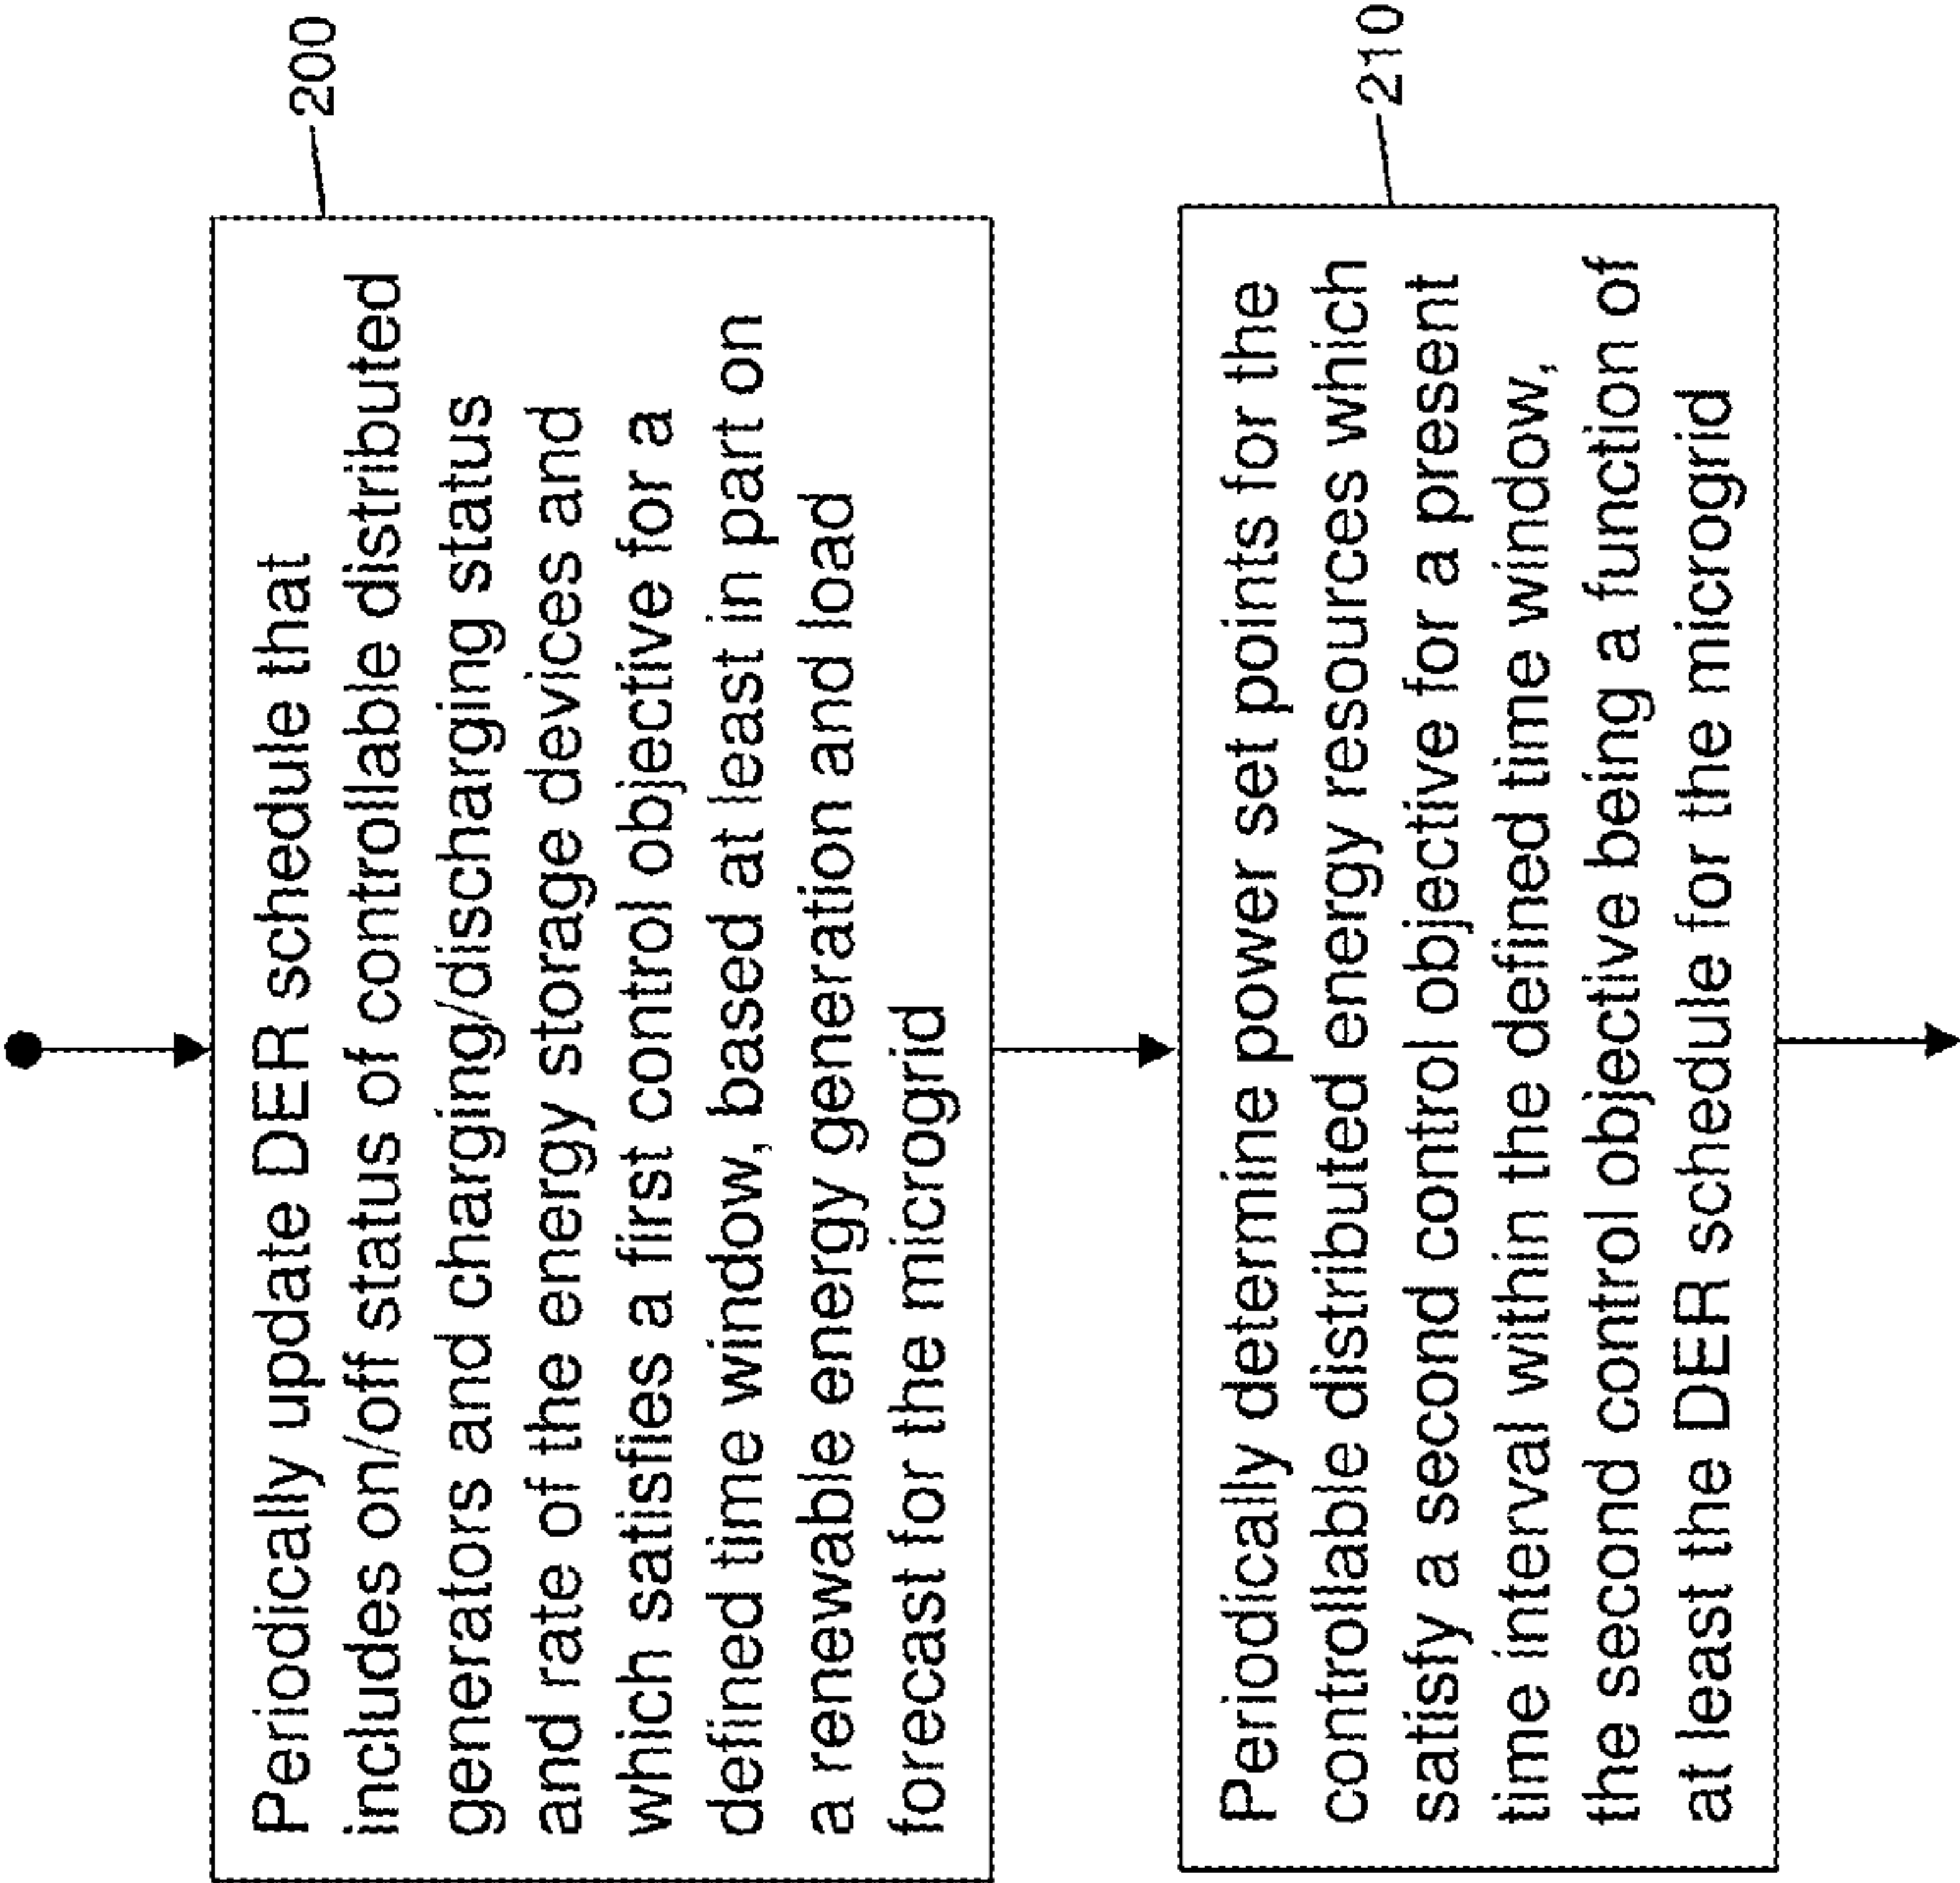 Periodically update DER schedule that
includes on/off status of controllable distributed
generators and charging/discharging status
and rate of the energy storage devices and
which satisfies a first control objective for a
defined time window, based at least in part on
a renewable energy generation and load
forecast for the microgrid
200
Periodically determine power set points for the
controllable distributed energy resources which
satisfy a second control objective for a present
time interval within the defined time window,
the second control objective being a function of
at least the DER schedule for the microgrid
210